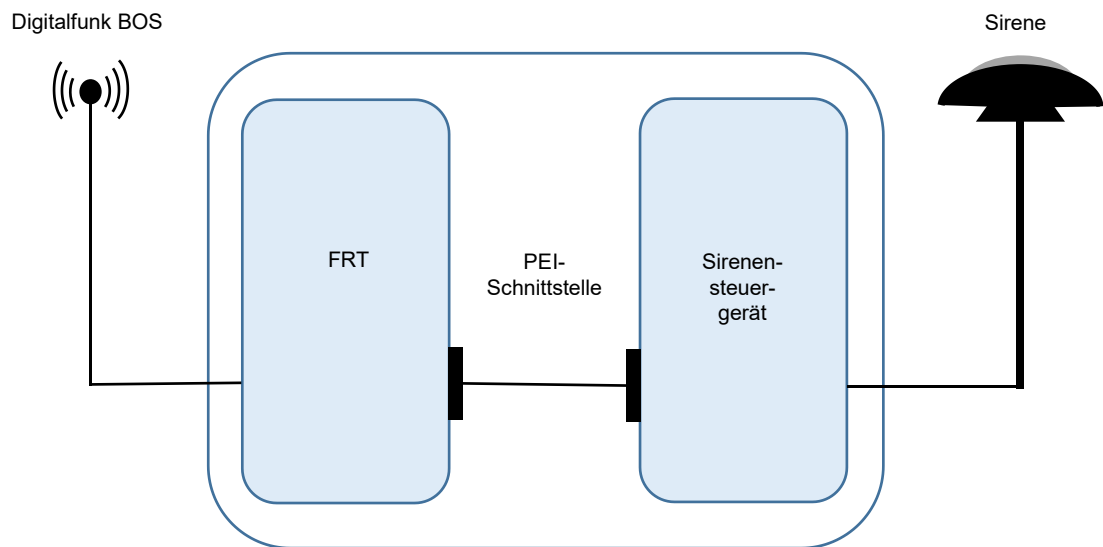 Digitalfunk BOS
Sirene
FRT
PEI-
Schnittstelle
Sirenen-
steuer-
gerät